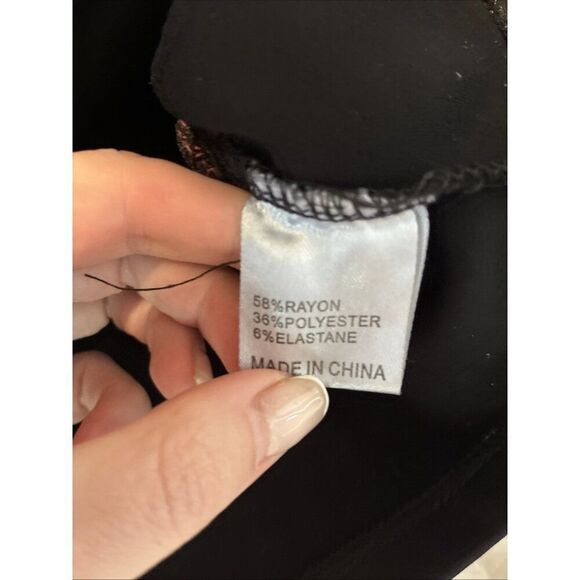 58%RAYON
36%POLYESTER
6%ELASTANE
MADE IN CHINA